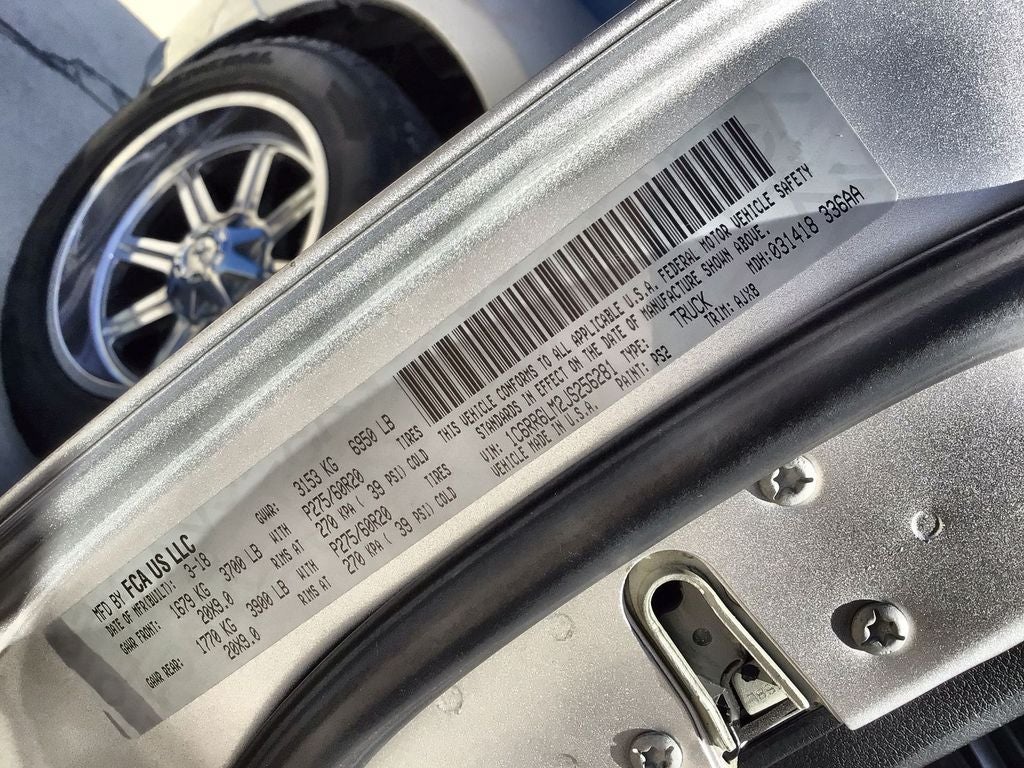 MFD BY FCA US LLC
DATE OF MFR(BUILT): 3-18 GVWR: 3153 KG 6950 LB
GAWR FRONT: 1679 KG 3700 LB WITH P275/60R20 TIRES
20X9.0 RIMS AT 270 KPA( 39 PSI) COLD
GAWR REAR: 1770 KG 3900 LB WITH P275/60R20 TIRES
20X9.0 RIMS AT 270 KPA( 39 PSI) COLD
THIS VEHICLE CONFORMS TO ALL APPLICABLE U.S.A. FEDERAL MOTOR VEHICLE SAFETY
STANDARDS IN EFFECT ON THE DATE OF MANUFACTURE SHOWN ABOVE.
VIN: TYPE: TRUCK MDH:031418 336AA
VEHICLE MADE IN U.S.A. PAINT: PS2 TRIM: AJX8